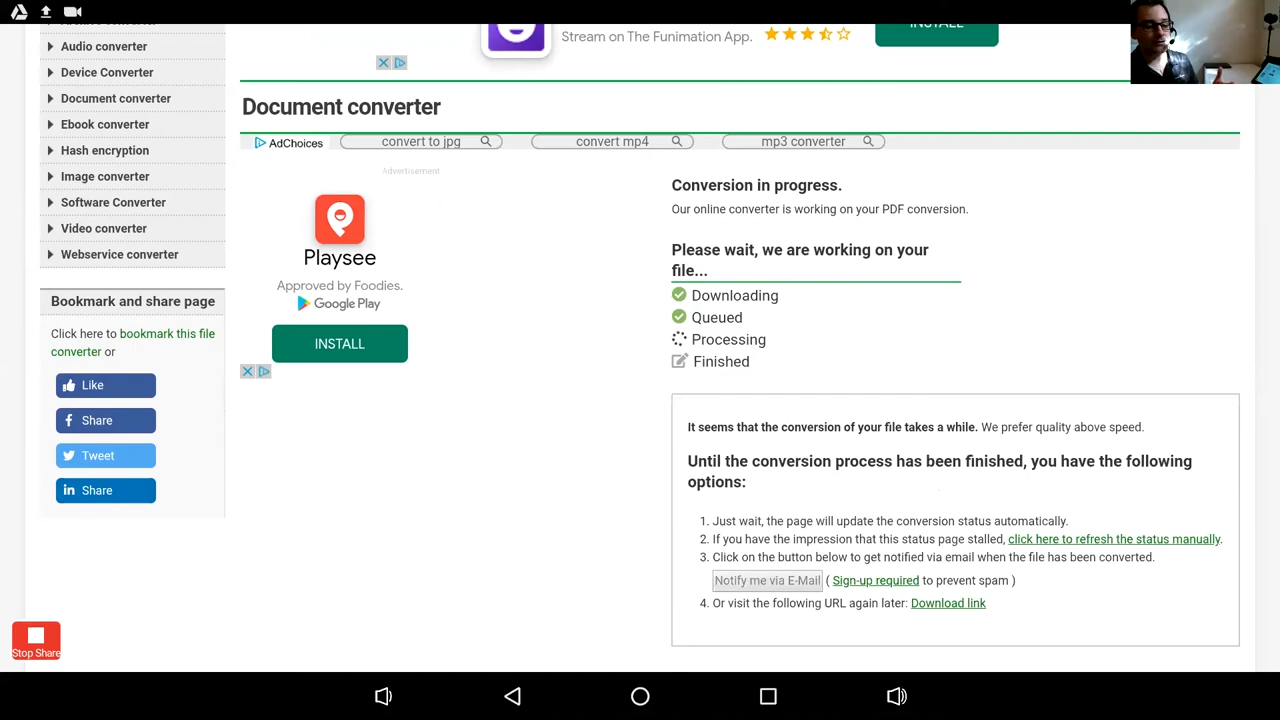 Stream on The Funimation App.
INSTALL
Audio converter
Device Converter
Document converter
Ebook converter
Hash encryption
Image converter
Software Converter
Video converter
Webservice converter
Bookmark and share page
Click here to bookmark this file
converter or
Like
Share
Tweet
Share
Document converter
AdChoices
convert to jpg
convert mp4
mp3 converter
Advertisement
Playsee
Approved by Foodies.
Google Play
INSTALL
Conversion in progress.
Our online converter is working on your PDF conversion.
Please wait, we are working on your
file...
Downloading
Queued
Processing
Finished
It seems that the conversion of your file takes a while. We prefer quality above speed.
Until the conversion process has been finished, you have the following
options:
1. Just wait, the page will update the conversion status automatically.
2. If you have the impression that this status page stalled, click here to refresh the status manually.
3. Click on the button below to get notified via email when the file has been converted.
Notify me via E-Mail ( Sign-up required to prevent spam )
4. Or visit the following URL again later: Download link
Stop Share